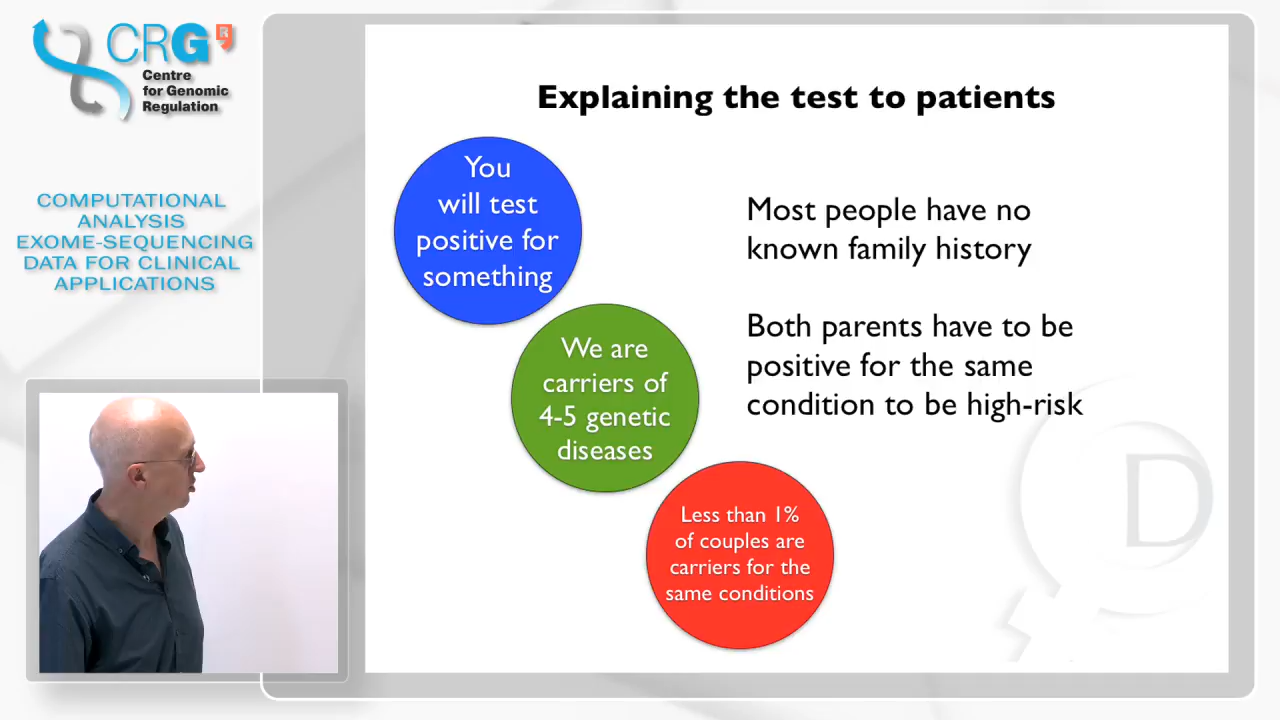 CRG
R
Centre
for Genomic
Regulation
COMPUTATIONAL
ANALYSIS
EXOME-SEQUENCING
DATA FOR CLINICAL
APPLICATIONS
Explaining the test to patients
You
will test
positive for
something
We are
carriers of
4-5 genetic
diseases
Less than 1%
of couples are
carriers for the
same conditions
Most people have no
known family history
Both parents have to be
positive for the same
condition to be high-risk
D